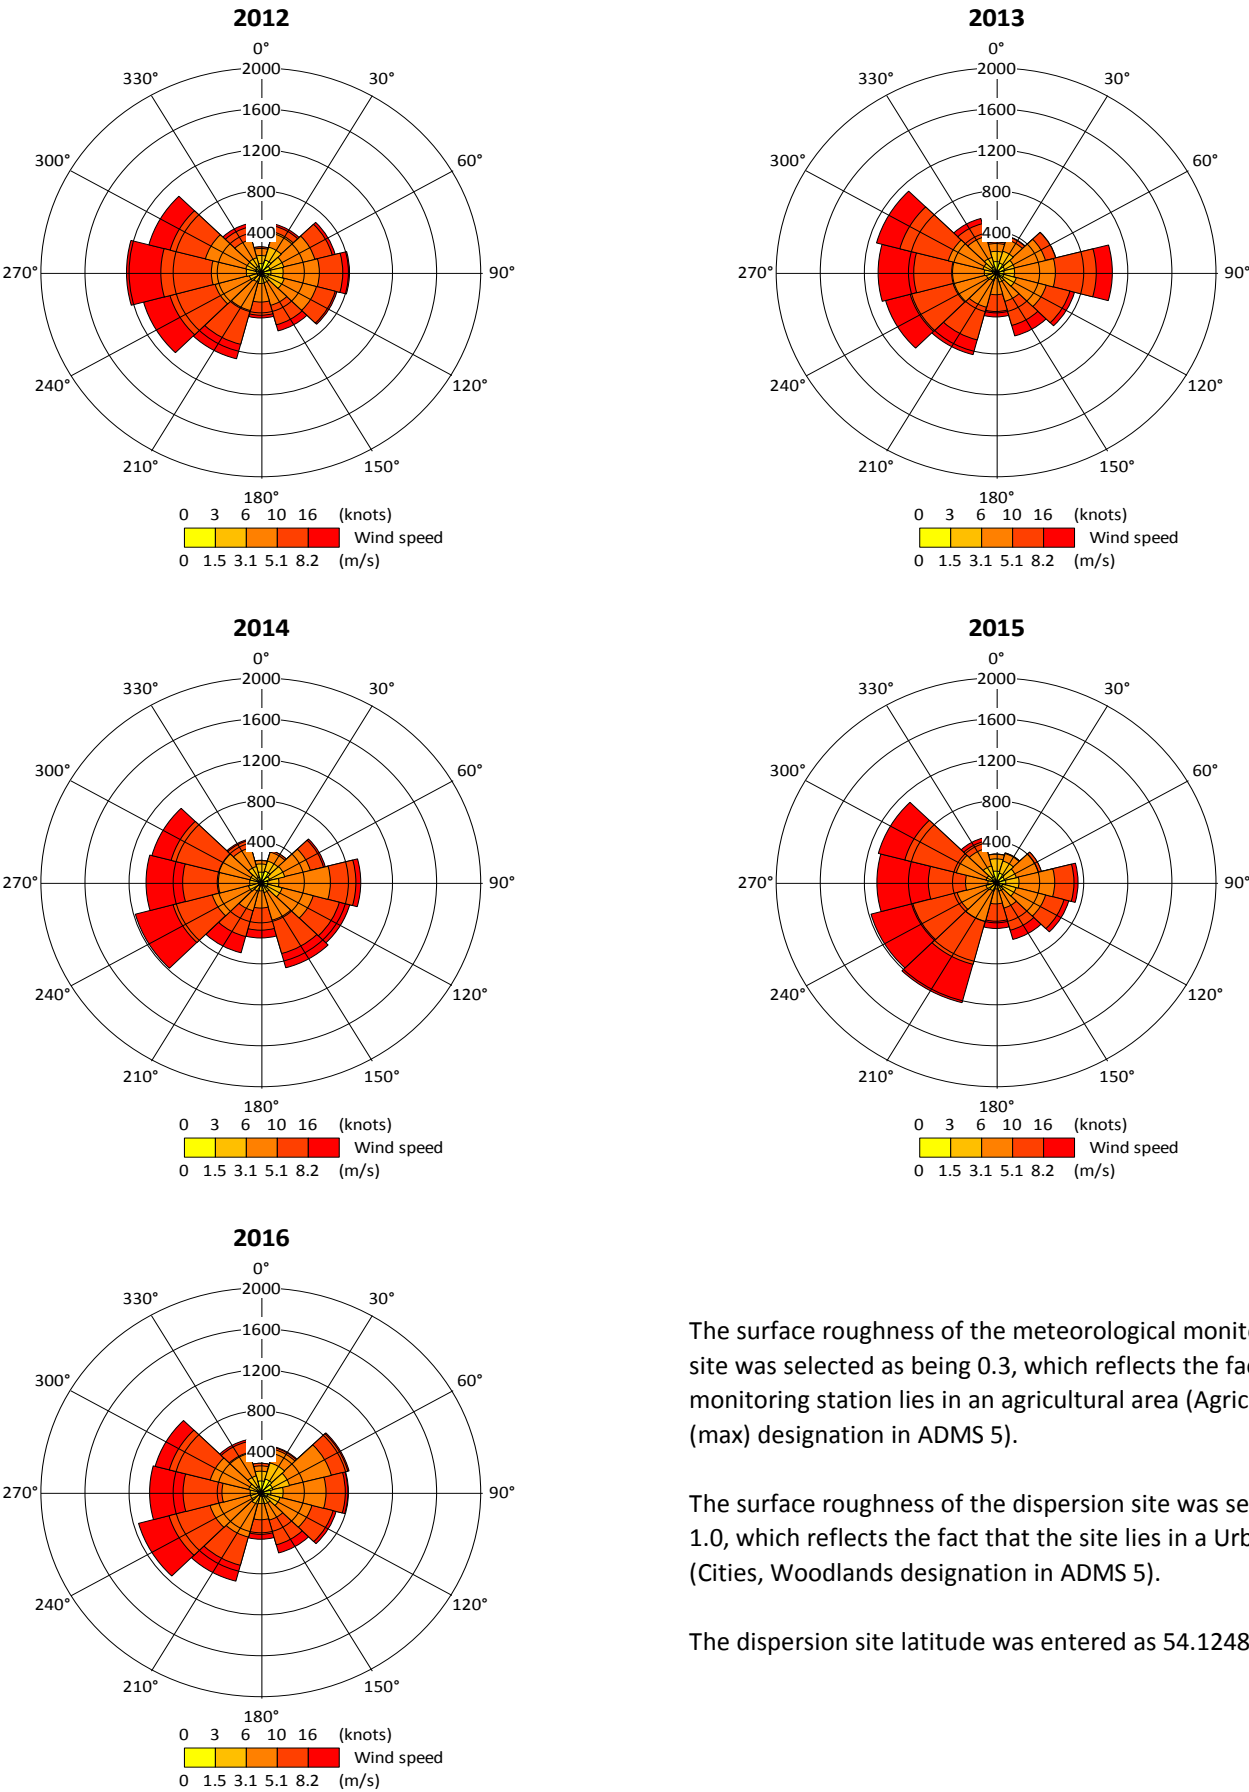 2012
0°
330° 2000 30°
1600
300° 1200 60°
800
400
270° 90°
240° 120°
210° 150°
180°
0 3 6 10 16 (knots)
Wind speed
0 1.5 3.1 5.1 8.2 (m/s)
2013
0°
330° 2000 30°
1600
300° 1200 60°
800
400
270° 90°
240° 120°
210° 150°
180°
0 3 6 10 16 (knots)
Wind speed
0 1.5 3.1 5.1 8.2 (m/s)
2014
0°
330° 2000 30°
1600
300° 1200 60°
800
400
270° 90°
240° 120°
210° 150°
180°
0 3 6 10 16 (knots)
Wind speed
0 1.5 3.1 5.1 8.2 (m/s)
2015
0°
330° 2000 30°
1600
300° 1200 60°
800
400
270° 90°
240° 120°
210° 150°
180°
0 3 6 10 16 (knots)
Wind speed
0 1.5 3.1 5.1 8.2 (m/s)
2016
0°
330° 2000 30°
1600
300° 1200 60°
800
400
270° 90°
240° 120°
210° 150°
180°
0 3 6 10 16 (knots)
Wind speed
0 1.5 3.1 5.1 8.2 (m/s)
The surface roughness of the meteorological
site was selected as being 0.3, which reflects the
monitoring station lies in an agricultural area
(max) designation in ADMS 5).
The surface roughness of the dispersion site was
1.0, which reflects the fact that the site lies in a
(Cities, Woodlands designation in ADMS 5).
The dispersion site latitude was entered as 54.1248